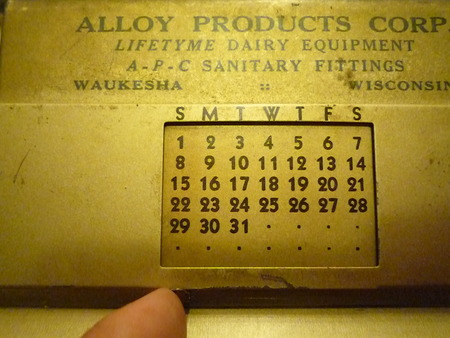 ALLOY PRODUCTS CORP.
LIFETYME DAIRY EQUIPMENT
A-P-C SANITARY FITTINGS
WAUKESHA :: WISCONSIN
S M T W T F S
1 2 3 4 5 6 7
8 9 10 11 12 13 14
15 16 17 18 19 20 21
22 23 24 25 26 27 28
29 30 31 . . . .
. . . . . . .